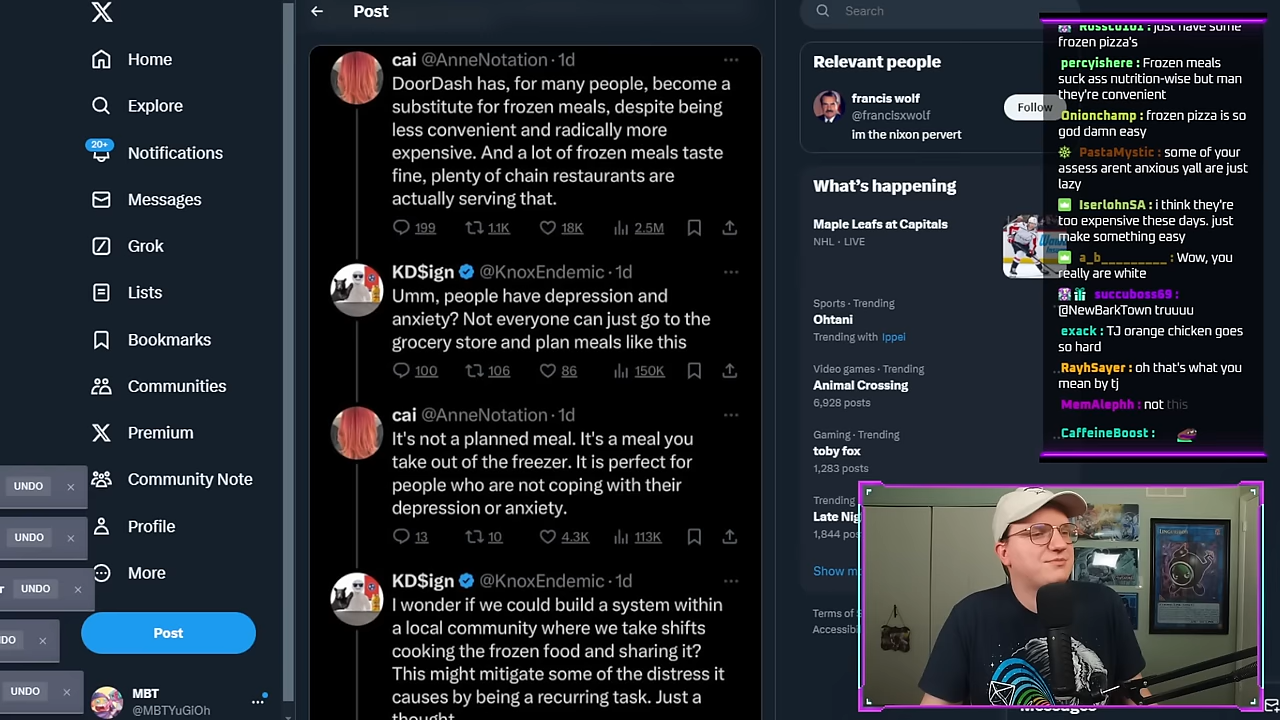 Post
Search
Home
Explore
20+
Notifications
Messages
Grok
Lists
Bookmarks
Communities
Premium
Community Note
Profile
More
Post
MBT
@MBTYuGiOh
UNDO
UNDO
UNDO
UNDO
cai @AnneNotation · 1d
DoorDash has, for many people, become a
substitute for frozen meals, despite being
less convenient and radically more
expensive. And a lot of frozen meals taste
fine, plenty of chain restaurants are
actually serving that.
199 1.1K 18K 2.5M
KD$ign @KnoxEndemic · 1d
Umm, people have depression and
anxiety? Not everyone can just go to the
grocery store and plan meals like this
100 106 86 150K
cai @AnneNotation · 1d
It's not a planned meal. It's a meal you
take out of the freezer. It is perfect for
people who are not coping with their
depression or anxiety.
13 10 4.3K 113K
KD$ign @KnoxEndemic · 1d
I wonder if we could build a system within
a local community where we take shifts
cooking the frozen food and sharing it?
This might mitigate some of the distress it
causes by being a recurring task. Just a
thought
Relevant people
francis wolf
@franclsxwolf
Follow
im the nixon pervert
What's happening
Maple Leafs at Capitals
NHL · LIVE
Sports · Trending
Ohtani
Trending with Ippei
Video games · Trending
Animal Crossing
6,928 posts
Gaming · Trending
toby fox
1,283 posts
Trending
Late Nig
1,844 pos
Show m
Terms of S
Accessibi
Messages
just have some
frozen pizza's
percyishere : Frozen meals
suck ass nutrition-wise but man
they're convenient
Onionchamp : frozen pizza is so
god damn easy
PastaMystic : some of your
assess arent anxious yall are just
lazy
IserlohnSA : i think they're
too expensive these days. just
make something easy
a_b_________ : Wow, you
really are white
succuboss69 :
@NewBarkTown truuuu
exack : TJ orange chicken goes
so hard
RayhSayer : oh that's what you
mean by tj
MemAlephh : not this
CaffeineBoost :